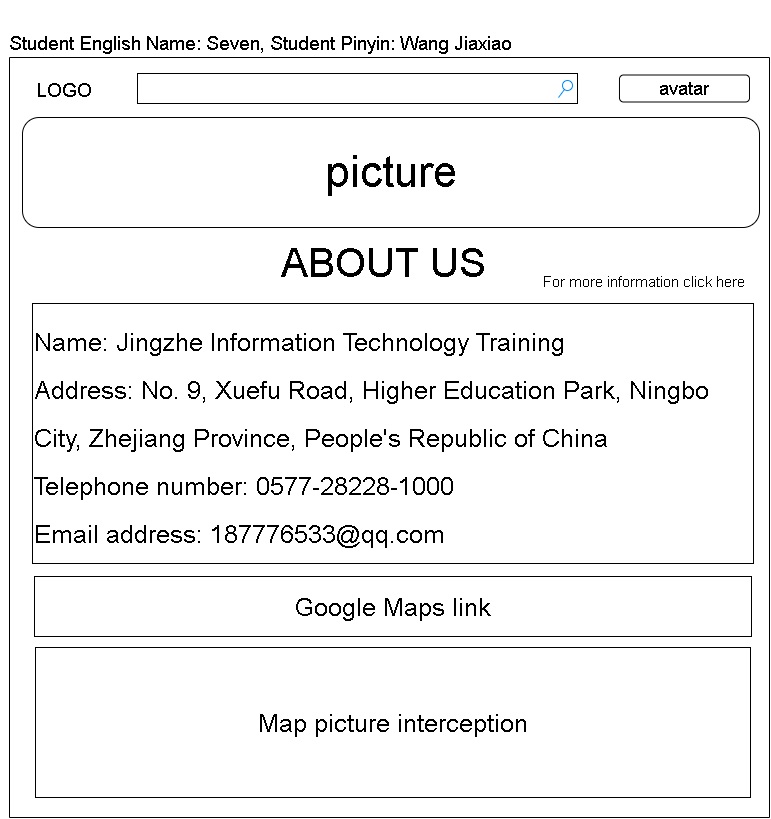 Student English Name: Seven, Student Pinyin: Wang Jiaxiao
LOGO
avatar
picture
ABOUT US
For more information click here
Name: Jingzhe Information Technology Training
Address: No. 9, Xuefu Road, Higher Education Park, Ningbo
City, Zhejiang Province, People's Republic of China
Telephone number: 0577-28228-1000
Email address: 187776533@qq.com
Google Maps link
Map picture interception